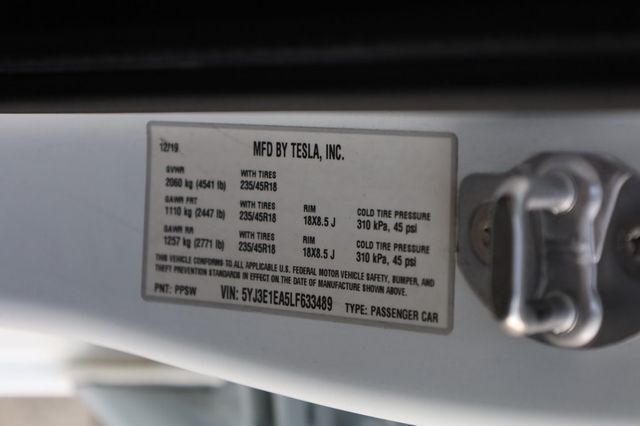 12/19 MFD BY TESLA, INC.
GVWR WITH TIRES
2060 kg (4541 lb) 235/45R18
GAWR FRT WITH TIRES RIM COLD TIRE PRESSURE
1110 kg (2447 lb) 235/45R18 18X8.5 J 310 kPa, 45 psi
GAWR RR WITH TIRES RIM COLD TIRE PRESSURE
1257 kg (2771 lb) 235/45R18 18X8.5 J 310 kPa, 45 psi
THIS VEHICLE CONFORMS TO ALL APPLICABLE U.S. FEDERAL MOTOR VEHICLE SAFETY, BUMPER, AND
THEFT PREVENTION STANDARDS IN EFFECT ON THE DATE OF MANUFACTURE SHOWN ABOVE.
PNT: PPSW VIN: 5YJ3E1EA5LF633489 TYPE: PASSENGER CAR